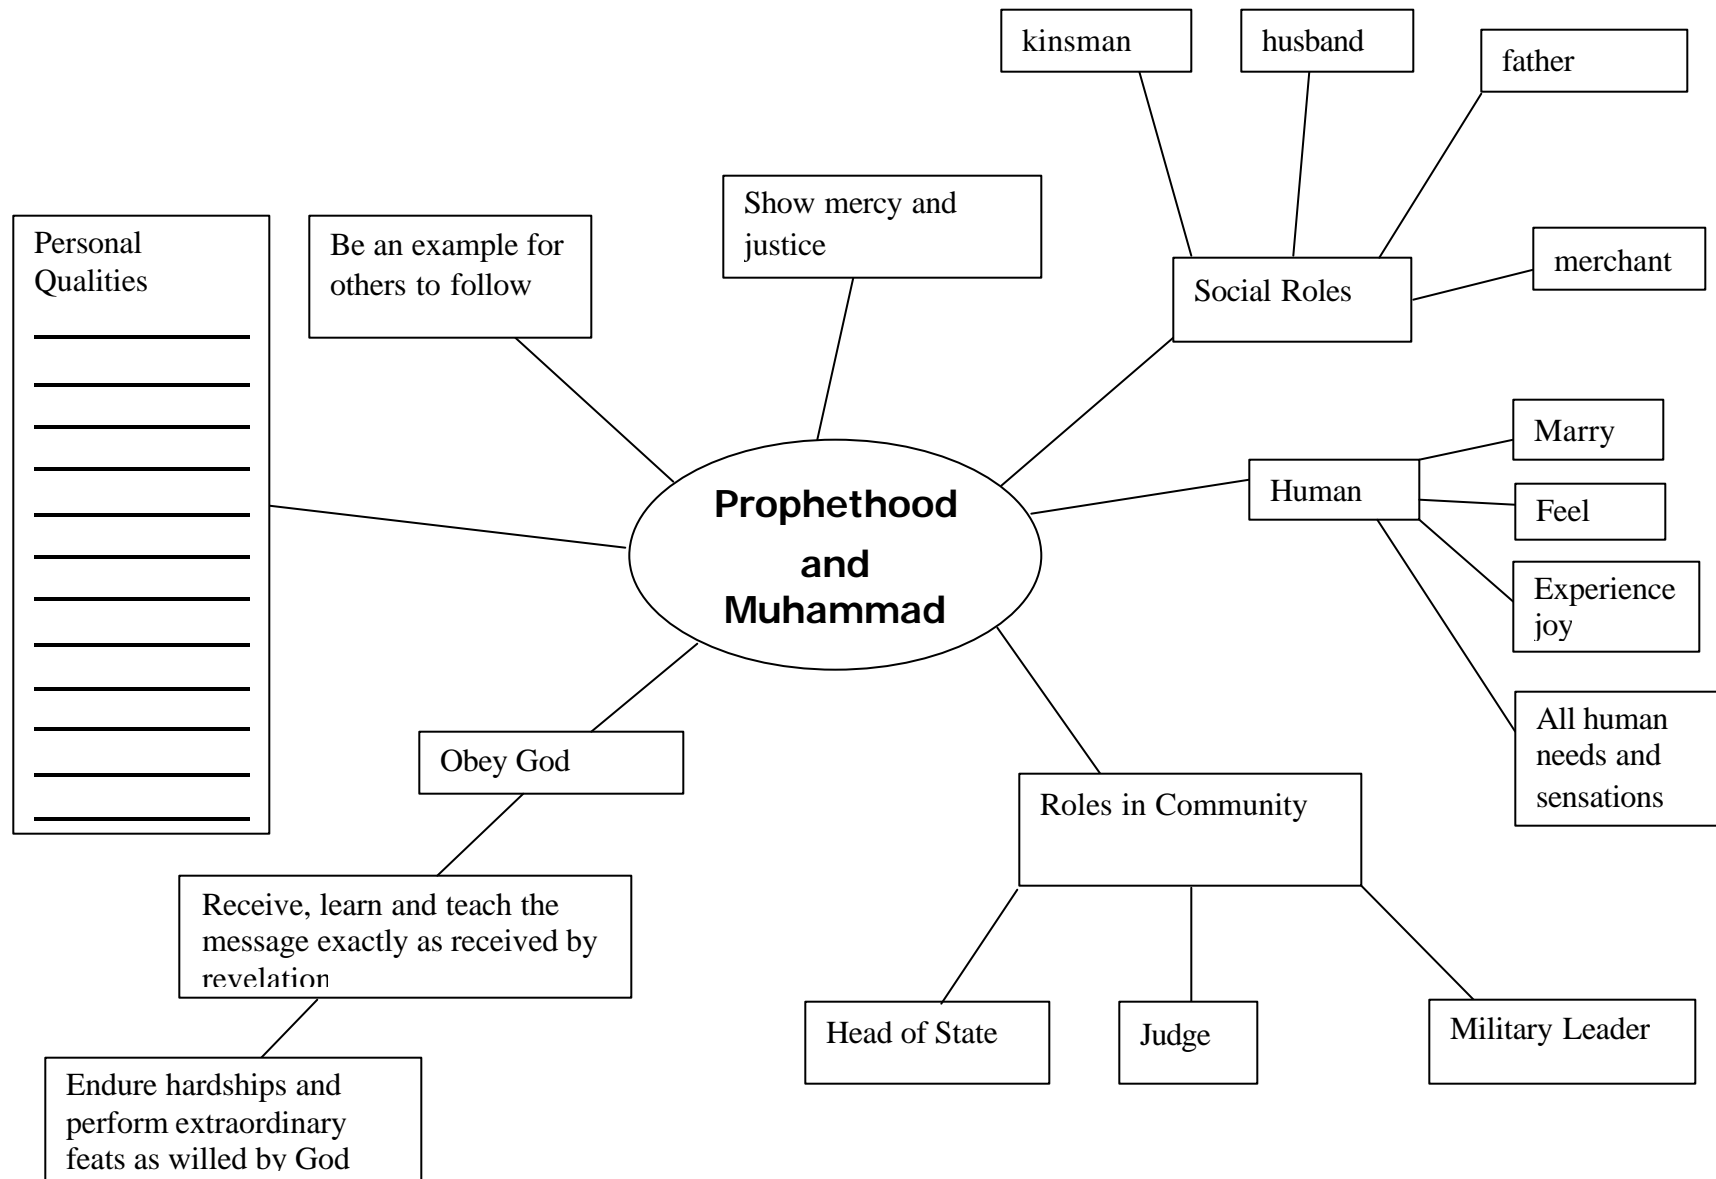 kinsman
husband
father
Show mercy and
justice
Personal
Qualities
Be an example for
others to follow
merchant
Social Roles
Marry
Human
Feel
Prophethood
and
Muhammad
Experience
joy
All human
needs and
sensations
Obey God
Roles in Community
Receive, learn and teach the
message exactly as received by
revelation
Head of State
Judge
Military Leader
Endure hardships and
perform extraordinary
feats as willed by God